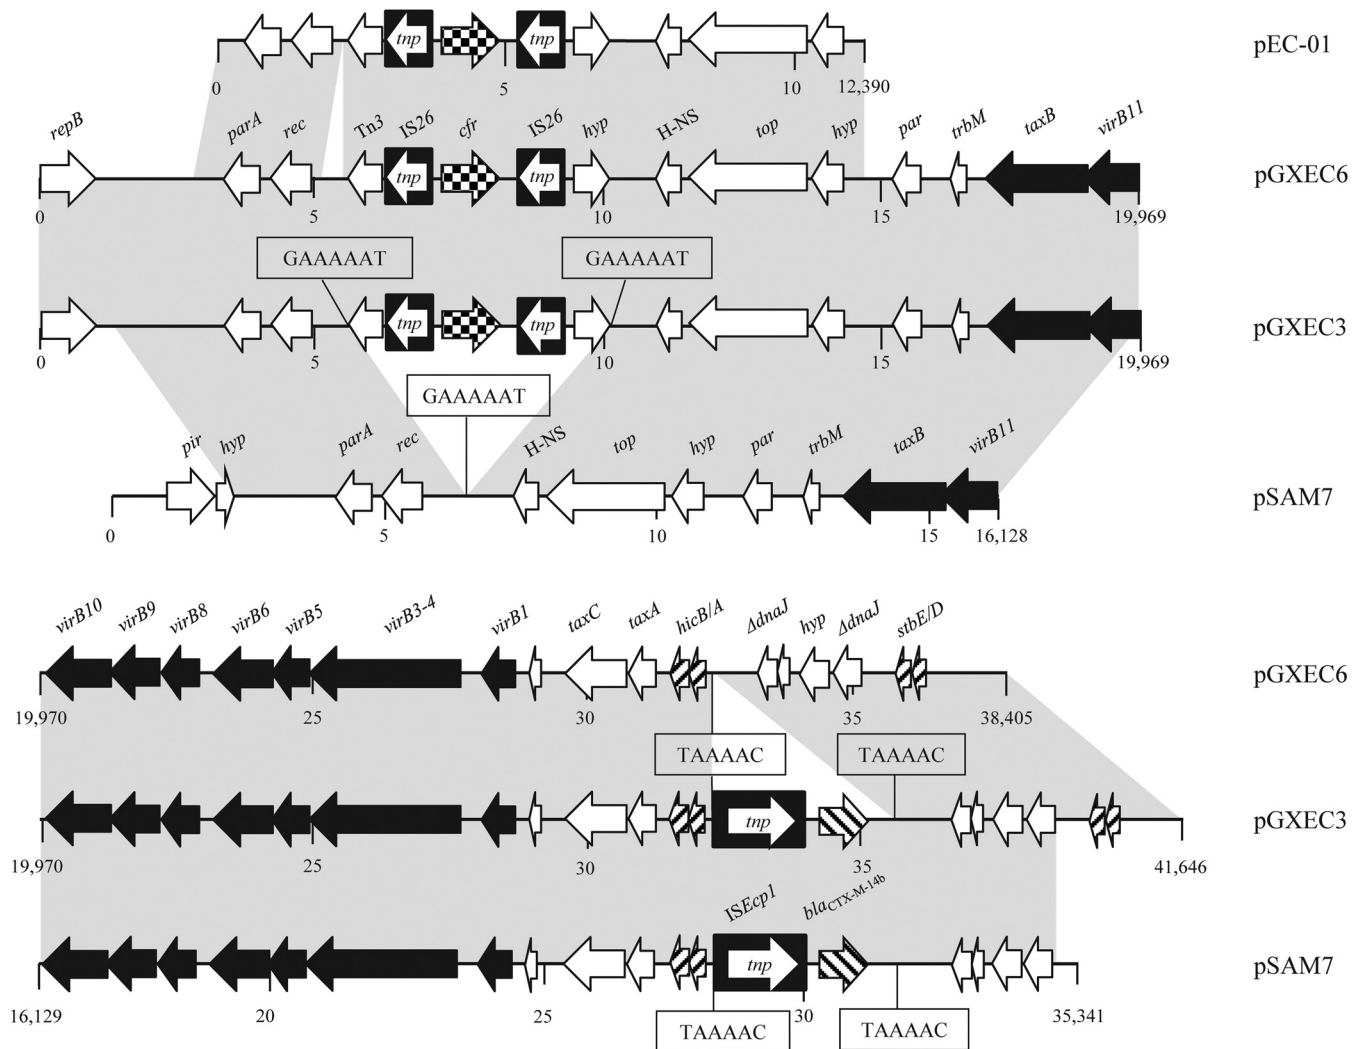 tnp tnp pEC-01
0 5 10 12,390
repB parA rec Tn3 IS26 cfr IS26 hyp H-NS top hyp par trbM taxB virB11
tnp tnp pGXEC6
0 5 10 15 19,969
GAAAAAT GAAAAAT
tnp tnp pGXEC3
0 5 10 15 19,969
GAAAAAT
pir hyp parA rec H-NS top hyp par trbM taxB virB11
pSAM7
0 5 10 15 16,128
virB10 virB9 virB8 virB6 virB5 virB3-4 virB1 taxC taxA hicB/A ΔdnaJ hyp ΔdnaJ stbE/D
pGXEC6
19,970 25 30 35 38,405
TAAAAC TAAAAC
tnp pGXEC3
19,970 25 30 35 41,646
ISEcp1 blaCTX-M-14b
tnp pSAM7
16,129 20 25 30 35,341
TAAAAC TAAAAC